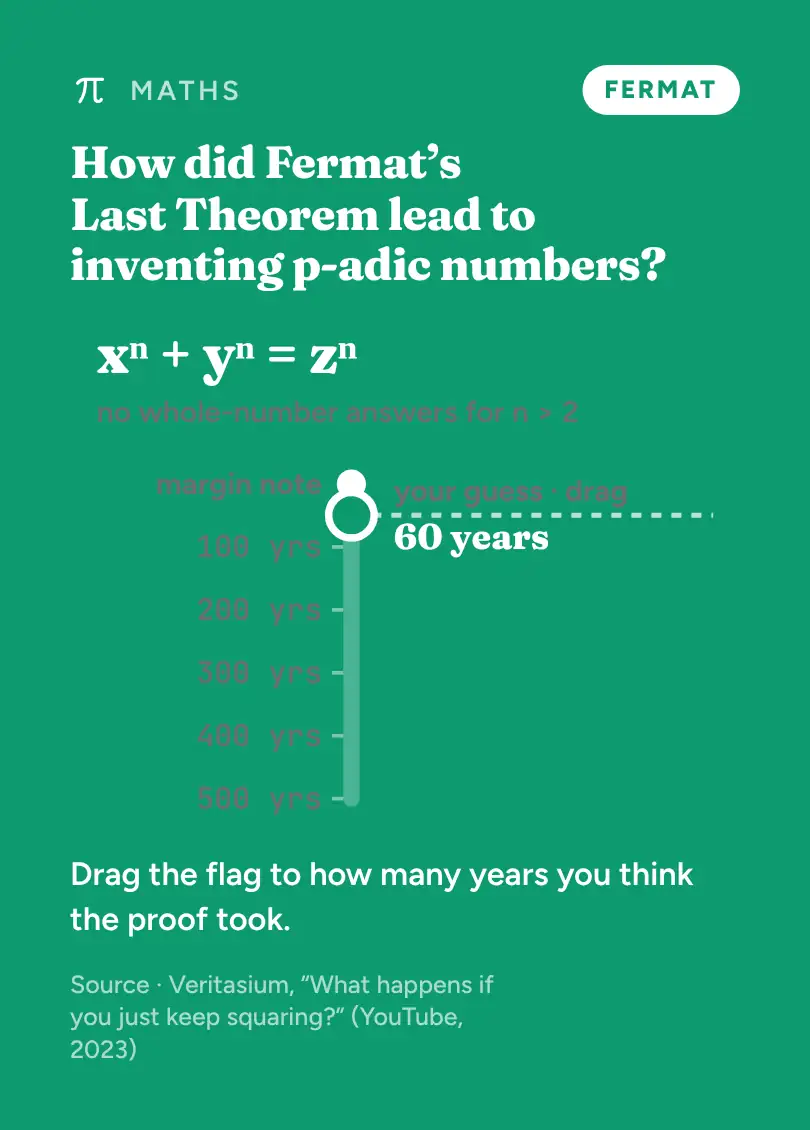 π MATHS
FERMAT
How did Fermat’s
Last Theorem lead to
inventing p-adic numbers?
xⁿ + yⁿ = zⁿ
no whole-number answers for n > 2
margin note
your guess · drag
60 years
100 yrs
200 yrs
300 yrs
400 yrs
500 yrs
Drag the flag to how many years you think
the proof took.
Source · Veritasium, “What happens if
you just keep squaring?” (YouTube,
2023)